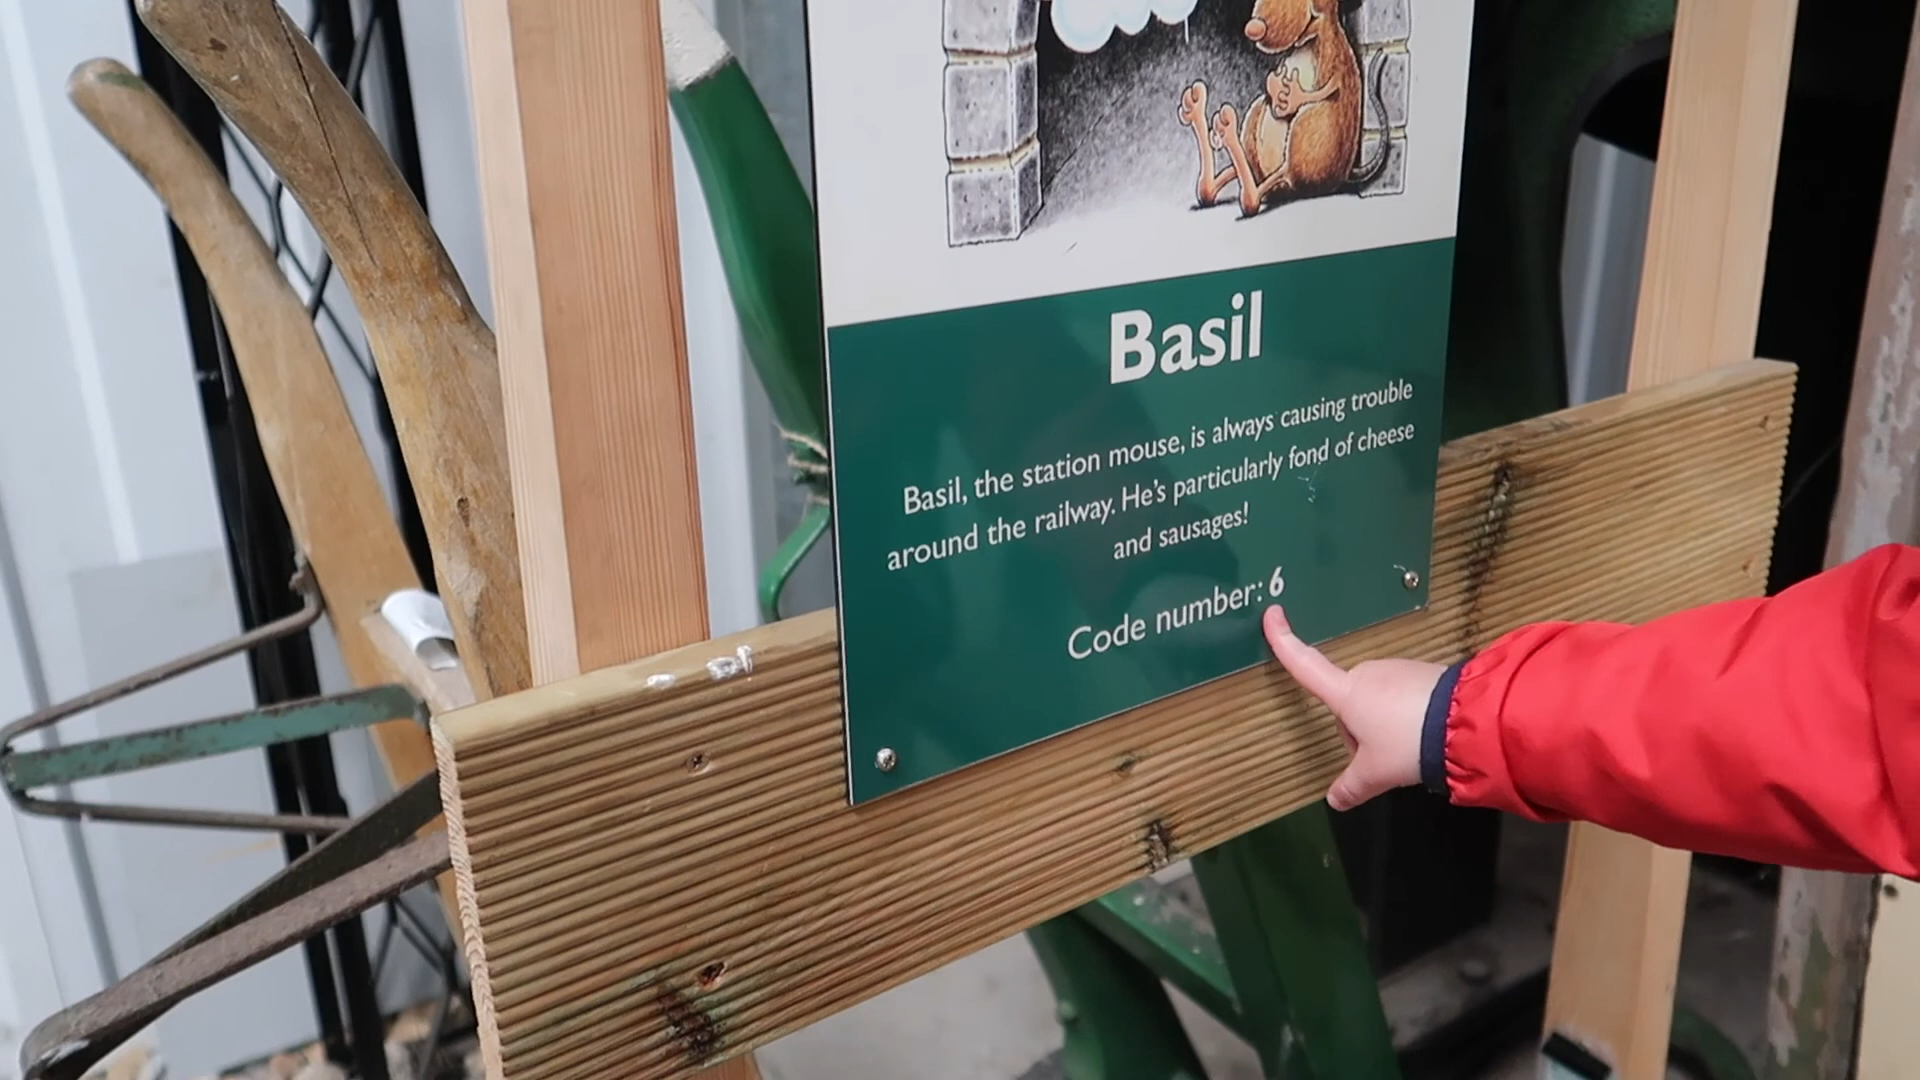 Basil
Basil, the station mouse, is always causing trouble
around the railway. He's particularly fond of cheese
and sausages!
Code number: 6